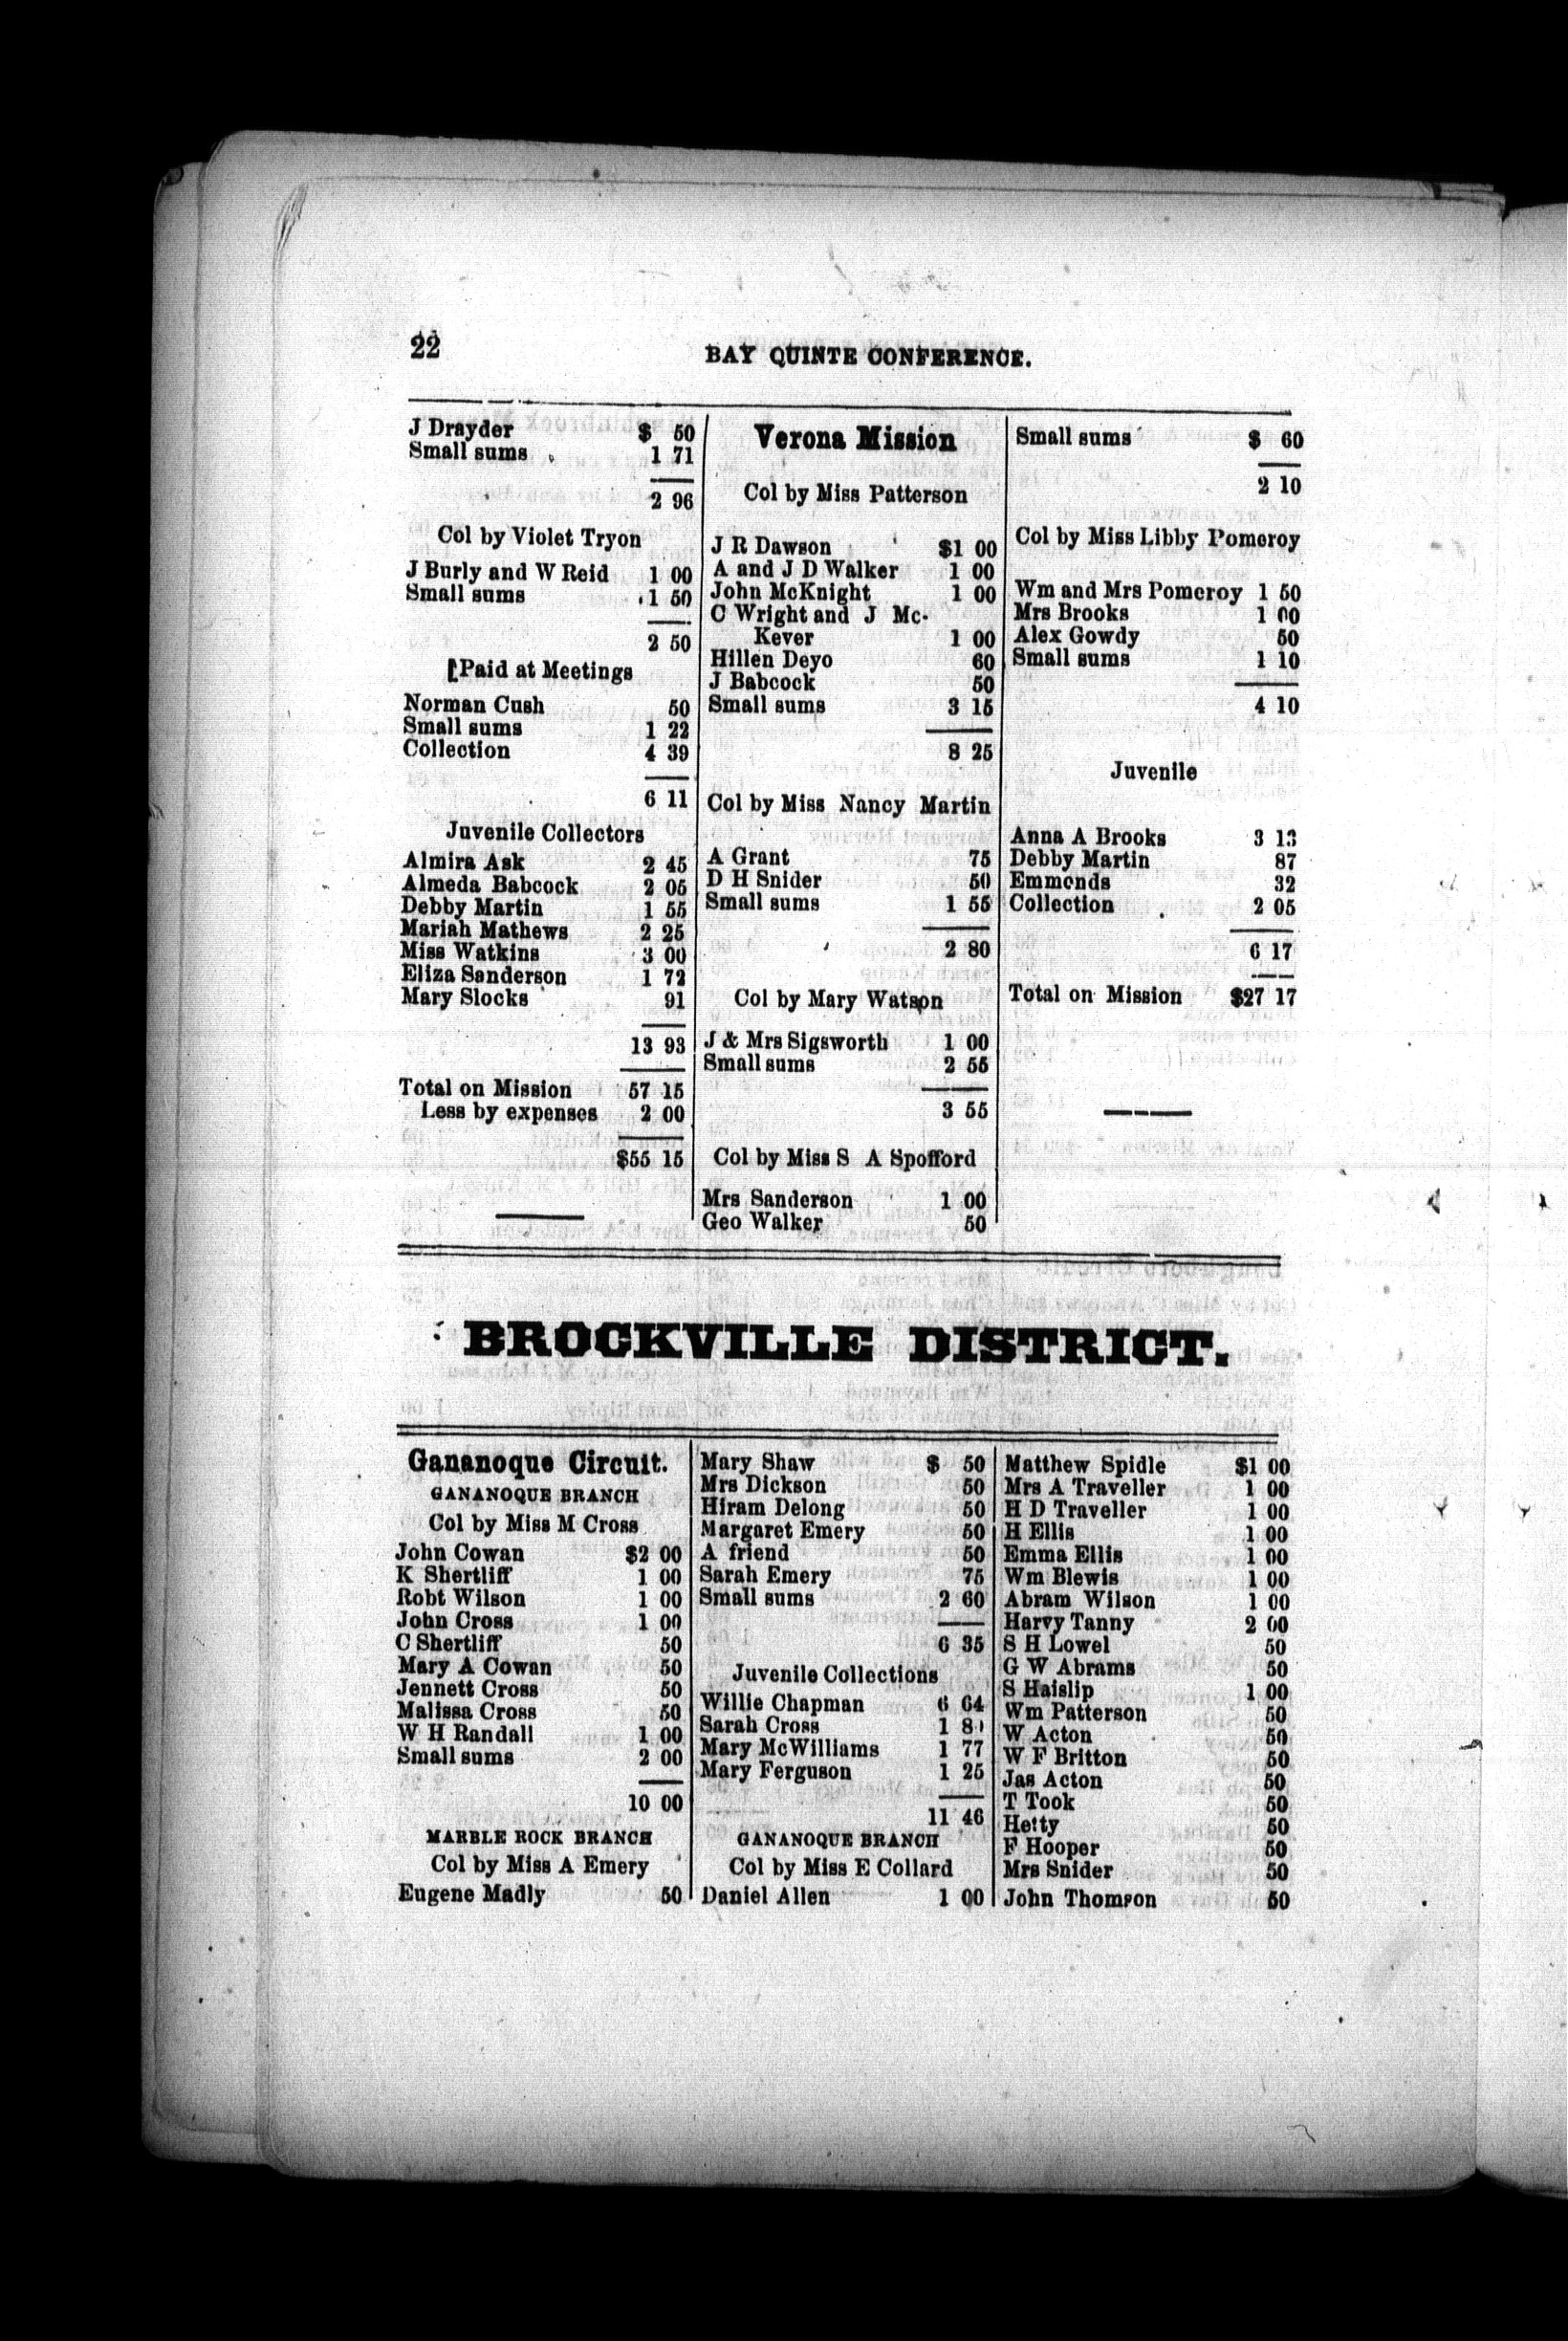 22
BAY QUINTE CONFERENCE.
J Drayder $ 50
Small sums 1 71
2 96
Col by Violet Tryon
J Burly and W Reid 1 00
Small sums 1 50
2 50
[Paid at Meetings
Norman Cush 50
Small sums 1 22
Collection 4 39
6 11
Juvenile Collectors
Almira Ask 2 45
Almeda Babcock 2 05
Debby Martin 1 55
Mariah Mathews 2 25
Miss Watkins 3 00
Eliza Sanderson 1 72
Mary Slocks 91
13 93
Total on Mission 57 15
Less by expenses 2 00
$55 15
Verona Mission
Col by Miss Patterson
J R Dawson $1 00
A and J D Walker 1 00
John McKnight 1 00
C Wright and J Mc-
Kever 1 00
Hillen Deyo 60
J Babcock 50
Small sums 3 15
8 25
Col by Miss Nancy Martin
A Grant 75
D H Snider 50
Small sums 1 55
2 80
Col by Mary Watson
J & Mrs Sigsworth 1 00
Small sums 2 55
3 55
Col by Miss S A Spofford
Mrs Sanderson 1 00
Geo Walker 50
Small sums $ 60
2 10
Col by Miss Libby Pomeroy
Wm and Mrs Pomeroy 1 50
Mrs Brooks 1 00
Alex Gowdy 50
Small sums 1 10
4 10
Juvenile
Anna A Brooks 3 13
Debby Martin 87
Emmonds 32
Collection 2 05
6 17
Total on Mission $27 17
BROCKVILLE DISTRICT.
Gananoque Circuit.
GANANOQUE BRANCH
Col by Miss M Cross
John Cowan $2 00
K Shertliff 1 00
Robt Wilson 1 00
John Cross 1 00
C Shertliff 50
Mary A Cowan 50
Jennett Cross 50
Malissa Cross 50
W H Randall 1 00
Small sums 2 00
10 00
MARBLE ROCK BRANCH
Col by Miss A Emery
Eugene Madly 50
Mary Shaw $ 50
Mrs Dickson 50
Hiram Delong 50
Margaret Emery 50
A friend 50
Sarah Emery 75
Small sums 2 60
6 35
Juvenile Collections
Willie Chapman 6 64
Sarah Cross 1 8
Mary McWilliams 1 77
Mary Ferguson 1 25
11 46
GANANOQUE BRANCH
Col by Miss E Collard
Daniel Allen 1 00
Matthew Spidle $1 00
Mrs A Traveller 1 00
H D Traveller 1 00
H Ellis 1 00
Emma Ellis 1 00
Wm Blewis 1 00
Abram Wilson 1 00
Harvy Tanny 2 00
S H Lowel 50
G W Abrams 50
S Haislip 1 00
Wm Patterson 50
W Acton 50
W F Britton 50
Jas Acton 50
T Took 50
Hetty 50
F Hooper 50
Mrs Snider 50
John Thomson 50